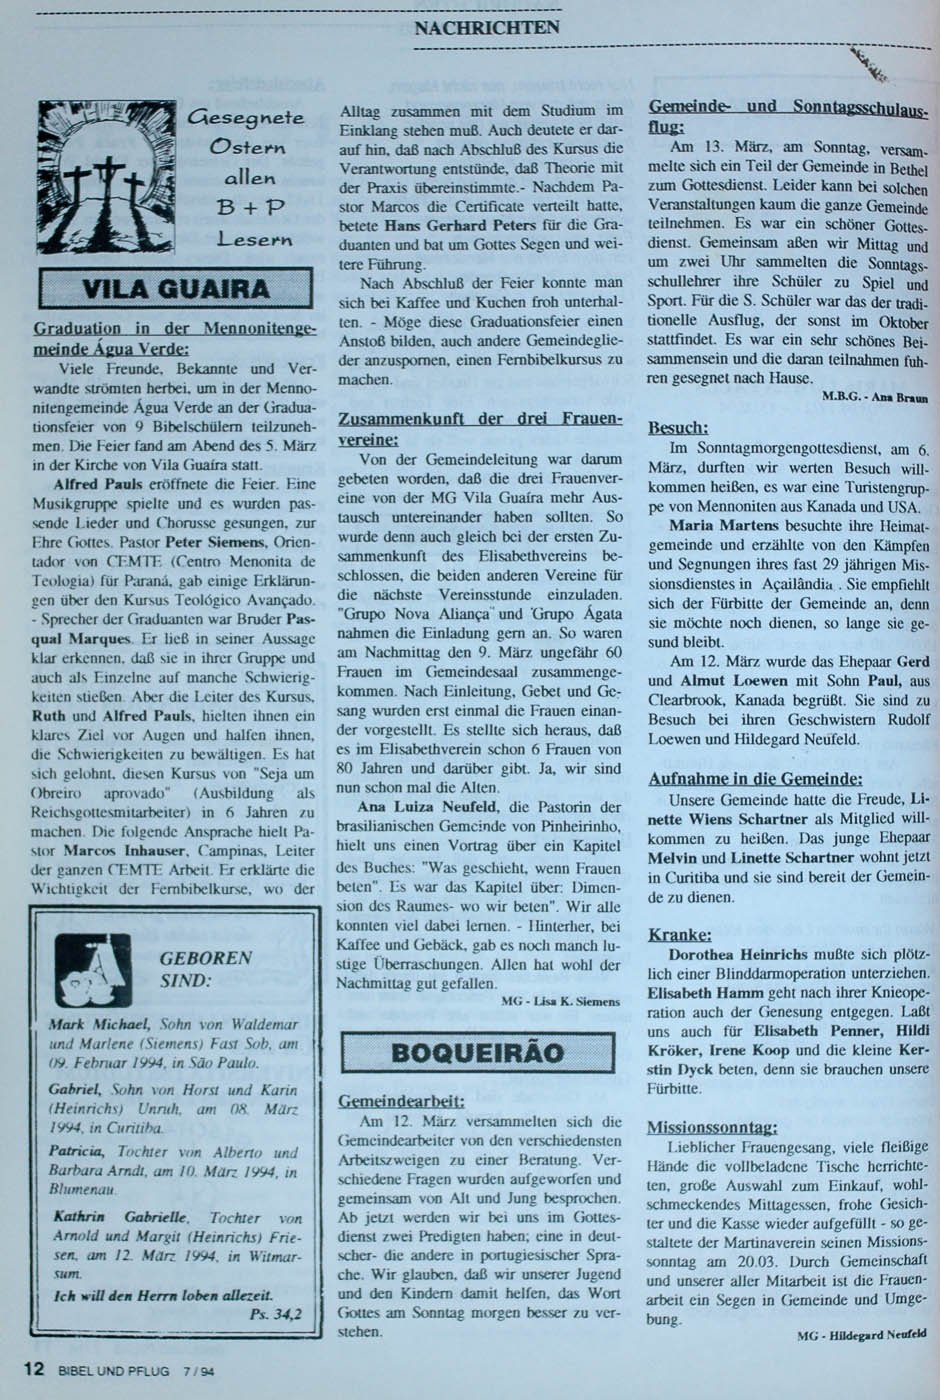 NACHRICHTEN
Gesegnete
Ostern
allen
B + P
Lesern
VILA GUAIRA
Graduation in der Mennonitenge-
meinde Água Verde:
Viele Freunde, Bekannte und Ver-
wandte strömten herbei, um in der Menno-
nitengemeinde Água Verde an der Gradua-
tionsfeier von 9 Bibelschülern teilzuneh-
men. Die Feier fand am Abend des 5. März
in der Kirche von Vila Guaíra statt.
Alfred Pauls eröffnete die Feier. Eine
Musikgruppe spielte und es wurden pas-
sende Lieder und Chorusse gesungen, zur
Ehre Gottes. Pastor Peter Siemens, Orien-
tador von CEMTE (Centro Menonita de
Teologia) für Paraná, gab einige Erklärun-
gen über den Kursus Teológico Avançado.
- Sprecher der Graduanten war Bruder Pas-
qual Marques. Er ließ in seiner Aussage
klar erkennen, daß sie in ihrer Gruppe und
auch als Einzelne auf manche Schwierig-
keiten stießen. Aber die Leiter des Kursus,
Ruth und Alfred Pauls, hielten ihnen ein
klares Ziel vor Augen und halfen ihnen,
die Schwierigkeiten zu bewältigen. Es hat
sich gelohnt, diesen Kursus von "Seja um
Obreiro aprovado" (Ausbildung als
Reichsgottesmitarbeiter) in 6 Jahren zu
machen. Die folgende Ansprache hielt Pa-
stor Marcos Inhauser, Campinas, Leiter
der ganzen CEMTE Arbeit. Er erklärte die
Wichtigkeit der Fernbibelkurse, wo der
GEBOREN
SIND:
Mark Michael, Sohn von Waldemar
und Marlene (Siemens) Fast Sob, am
09. Februar 1994, in São Paulo.
Gabriel, Sohn von Horst und Karin
(Heinrichs) Unruh, am 08. März
1994, in Curitiba.
Patricia, Tochter von Alberto und
Barbara Arndt, am 10. März 1994, in
Blumenau.
Kathrin Gabrielle, Tochter von
Arnold und Margit (Heinrichs) Frie-
sen, am 12. März 1994, in Witmar-
sum.
Ich will den Herrn loben allezeit.
Ps. 34,2
Alltag zusammen mit dem Studium im
Einklang stehen muß. Auch deutete er dar-
auf hin, daß nach Abschluß des Kursus die
Verantwortung entstünde, daß Theorie mit
der Praxis übereinstimmte.- Nachdem Pa-
stor Marcos die Certificate verteilt hatte,
betete Hans Gerhard Peters für die Gra-
duanten und bat um Gottes Segen und wei-
tere Führung.
Nach Abschluß der Feier konnte man
sich bei Kaffee und Kuchen froh unterhal-
ten. - Möge diese Graduationsfeier einen
Anstoß bilden, auch andere Gemeindeglie-
der anzuspornen, einen Fernbibelkursus zu
machen.
Zusammenkunft der drei Frauen-
vereine:
Von der Gemeindeleitung war darum
gebeten worden, daß die drei Frauenver-
eine von der MG Vila Guaíra mehr Aus-
tausch untereinander haben sollten. So
wurde denn auch gleich bei der ersten Zu-
sammenkunft des Elisabethvereins be-
schlossen, die beiden anderen Vereine für
die nächste Vereinsstunde einzuladen.
"Grupo Nova Aliança" und 'Grupo Ágata
nahmen die Einladung gern an. So waren
am Nachmittag den 9. März ungefähr 60
Frauen im Gemeindesaal zusammenge-
kommen. Nach Einleitung, Gebet und Ge-
sang wurden erst einmal die Frauen einan-
der vorgestellt. Es stellte sich heraus, daß
es im Elisabethverein schon 6 Frauen von
80 Jahren und darüber gibt. Ja, wir sind
nun schon mal die Alten.
Ana Luiza Neufeld, die Pastorin der
brasilianischen Gemeinde von Pinheirinho,
hielt uns einen Vortrag über ein Kapitel
des Buches: "Was geschieht, wenn Frauen
beten". Es war das Kapitel über: Dimen-
sion des Raumes- wo wir beten". Wir alle
konnten viel dabei lernen. - Hinterher, bei
Kaffee und Gebäck, gab es noch manch lu-
stige Überraschungen. Allen hat wohl der
Nachmittag gut gefallen.
MG - Lisa K. Siemens
BOQUEIRÃO
Gemeindearbeit:
Am 12. März versammelten sich die
Gemeindearbeiter von den verschiedensten
Arbeitszweigen zu einer Beratung. Ver-
schiedene Fragen wurden aufgeworfen und
gemeinsam von Alt und Jung besprochen.
Ab jetzt werden wir bei uns im Gottes-
dienst zwei Predigten haben; eine in deut-
scher- die andere in portugiesischer Spra-
che. Wir glauben, daß wir unserer Jugend
und den Kindern damit helfen, das Wort
Gottes am Sonntag morgen besser zu ver-
stehen.
Gemeinde- und Sonntagsschulaus-
flug:
Am 13. März, am Sonntag, versam-
melte sich ein Teil der Gemeinde in Bethel
zum Gottesdienst. Leider kann bei solchen
Veranstaltungen kaum die ganze Gemeinde
teilnehmen. Es war ein schöner Gottes-
dienst. Gemeinsam aßen wir Mittag und
um zwei Uhr sammelten die Sonntags-
schullehrer ihre Schüler zu Spiel und
Sport. Für die S. Schüler war das der tradi-
tionelle Ausflug, der sonst im Oktober
stattfindet. Es war ein sehr schönes Bei-
sammensein und die daran teilnahmen fuh-
ren gesegnet nach Hause.
M.B.G. - Ana Braun
Besuch:
Im Sonntagmorgengottesdienst, am 6.
März, durften wir werten Besuch will-
kommen heißen, es war eine Turistengrup-
pe von Mennoniten aus Kanada und USA.
Maria Martens besuchte ihre Heimat-
gemeinde und erzählte von den Kämpfen
und Segnungen ihres fast 29 jährigen Mis-
sionsdienstes in Açailândia . Sie empfiehlt
sich der Fürbitte der Gemeinde an, denn
sie möchte noch dienen, so lange sie ge-
sund bleibt.
Am 12. März wurde das Ehepaar Gerd
und Almut Loewen mit Sohn Paul, aus
Clearbrook, Kanada begrüßt. Sie sind zu
Besuch bei ihren Geschwistern Rudolf
Loewen und Hildegard Neufeld.
Aufnahme in die Gemeinde:
Unsere Gemeinde hatte die Freude, Li-
nette Wiens Schartner als Mitglied will-
kommen zu heißen. Das junge Ehepaar
Melvin und Linette Schartner wohnt jetzt
in Curitiba und sie sind bereit der Gemein-
de zu dienen.
Kranke:
Dorothea Heinrichs mußte sich plötz-
lich einer Blinddarmoperation unterziehen.
Elisabeth Hamm geht nach ihrer Knieope-
ration auch der Genesung entgegen. Laßt
uns auch für Elisabeth Penner, Hildi
Kröker, Irene Koop und die kleine Ker-
stin Dyck beten, denn sie brauchen unsere
Fürbitte.
Missionssonntag:
Lieblicher Frauengesang, viele fleißige
Hände die vollbeladene Tische herrichte-
ten, große Auswahl zum Einkauf, wohl-
schmeckendes Mittagessen, frohe Gesich-
ter und die Kasse wieder aufgefüllt - so ge-
staltete der Martinaverein seinen Missions-
sonntag am 20.03. Durch Gemeinschaft
und unserer aller Mitarbeit ist die Frauen-
arbeit ein Segen in Gemeinde und Umge-
bung.
MG - Hildegard Neufeld
12 BIBEL UND PFLUG 7/94